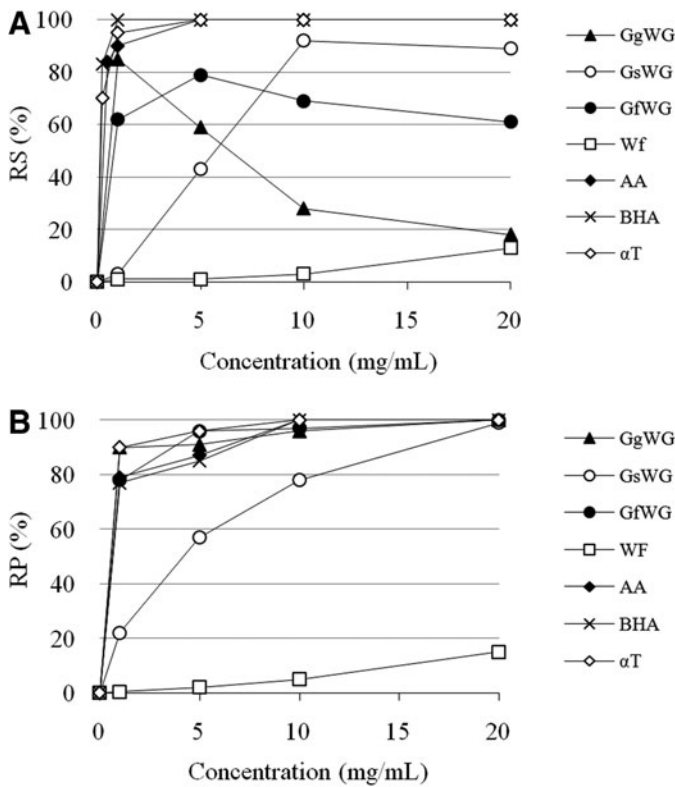 A
RS (%)
100
80
60
40
20
0
0 5 10 15 20
Concentration (mg/mL)
GgWG
GsWG
GfWG
Wf
AA
BHA
αT
B
RP (%)
100
80
60
40
20
0
0 5 10 15 20
Concentration (mg/mL)
GgWG
GsWG
GfWG
WF
AA
BHA
αT